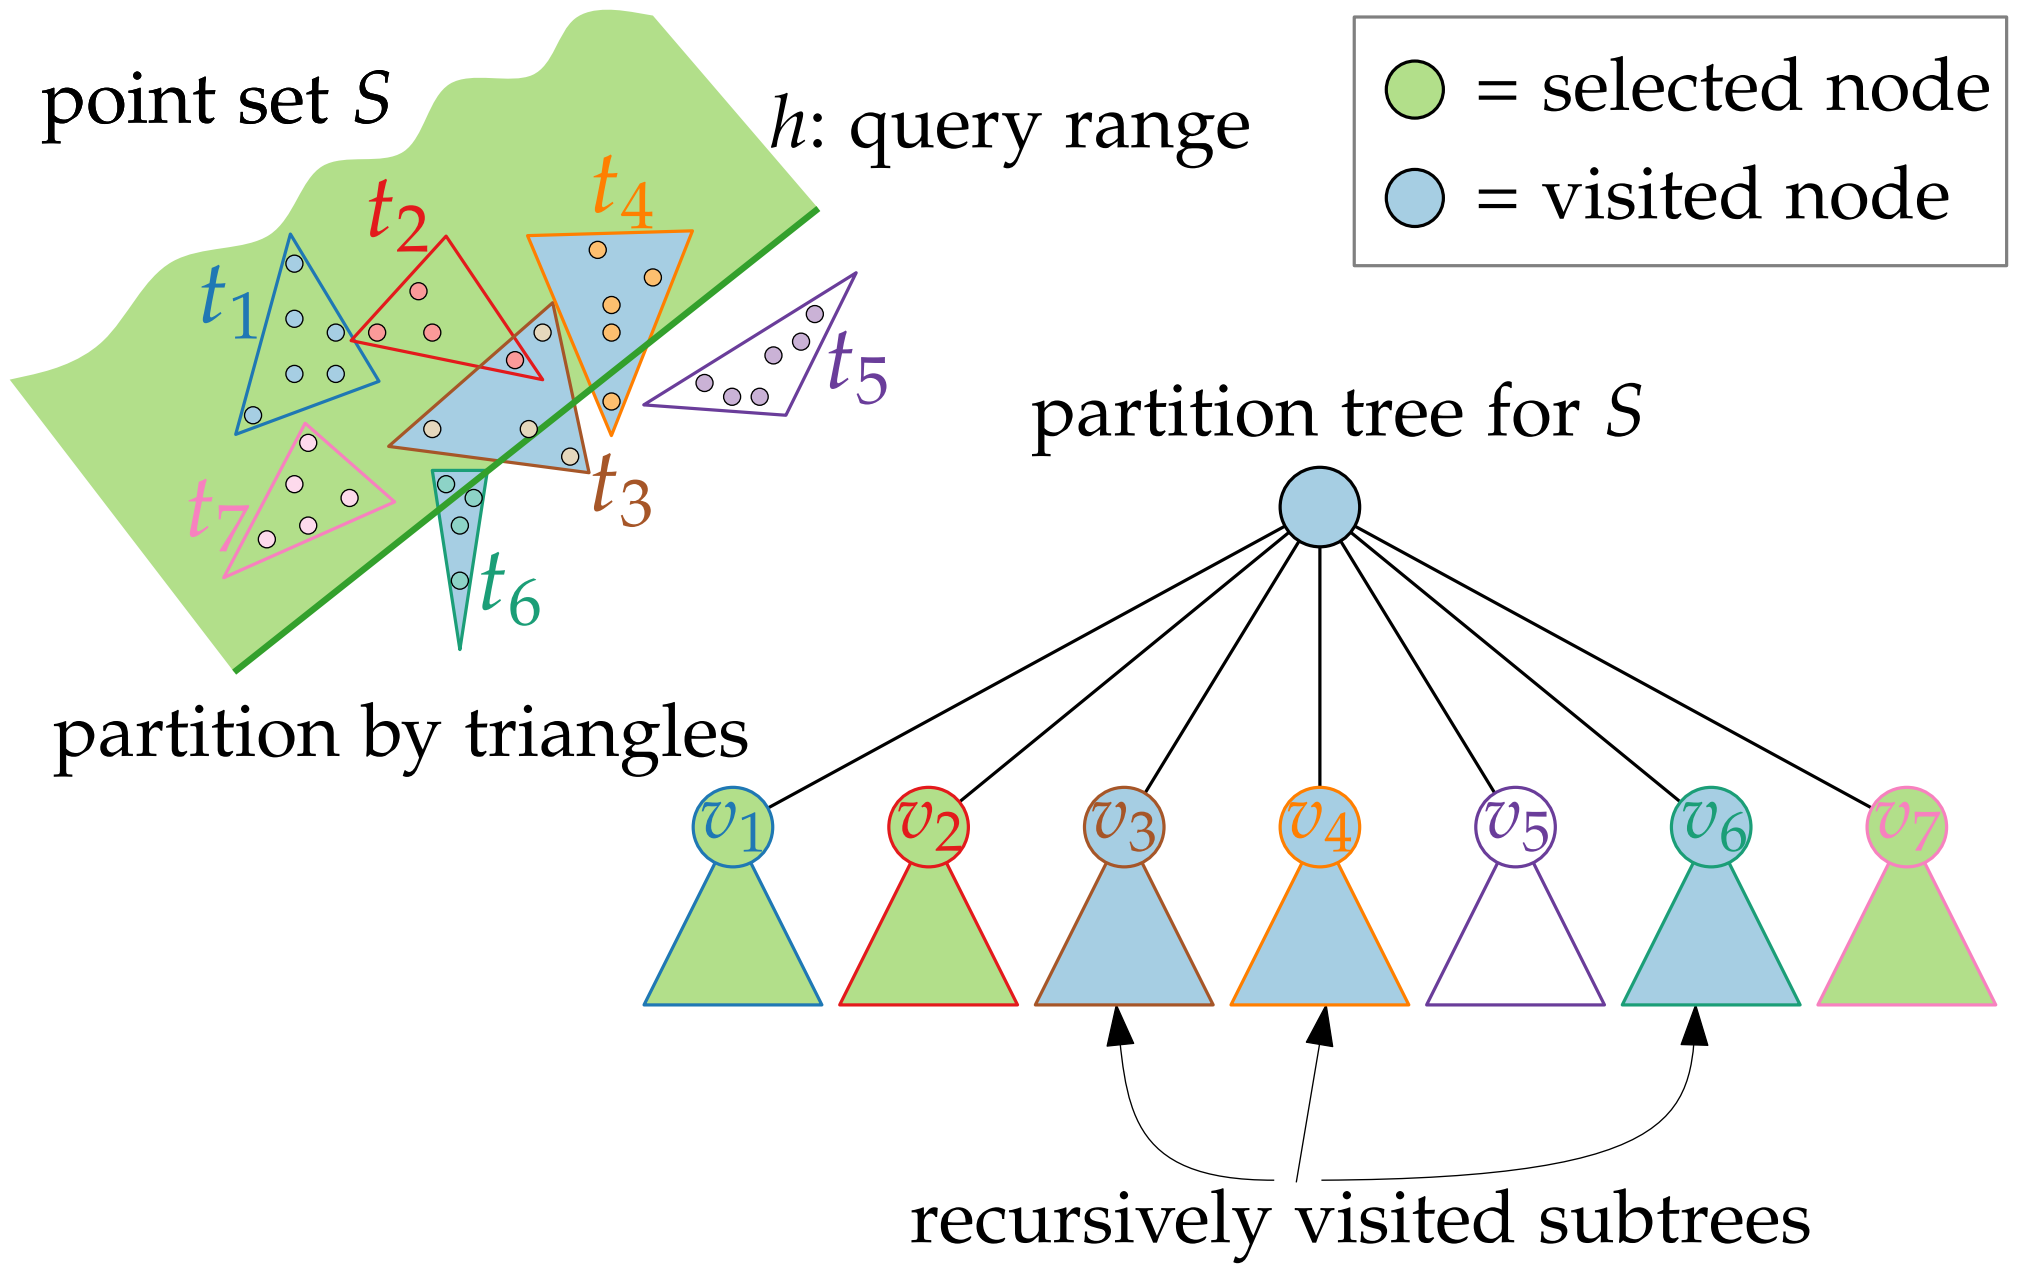 point set S
h: query range
= selected node
= visited node
t4
t2
t1
t5
t3
t7
t6
partition tree for S
partition by triangles
v1 v2 v3 v4 v5 v6 v7
recursively visited subtrees